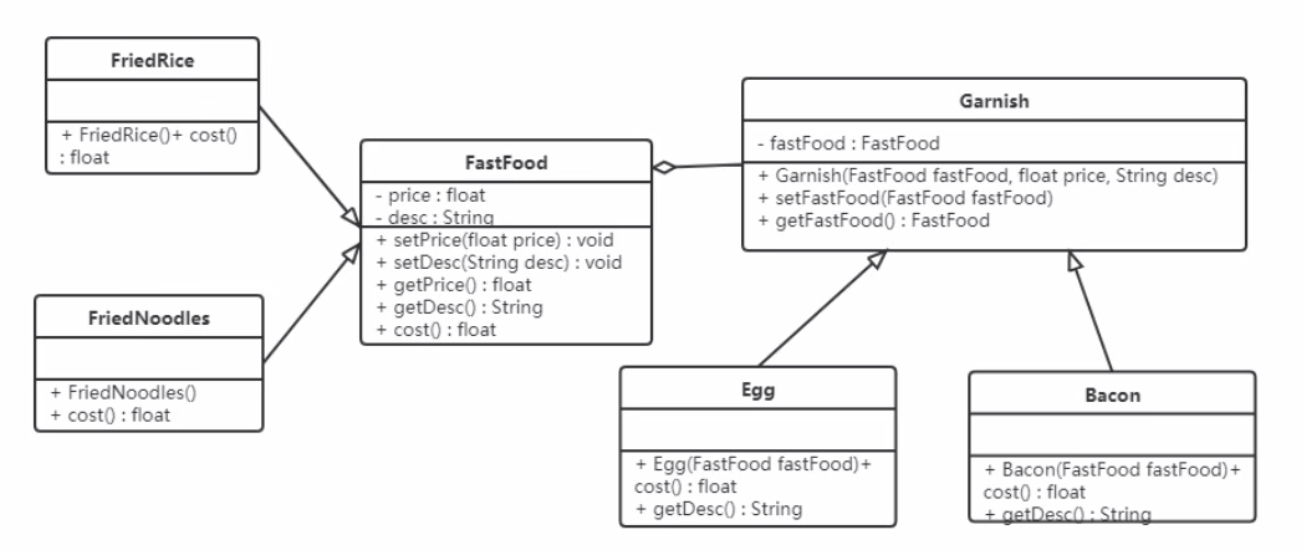 FriedRice
+ FriedRice()+ cost()
: float
FastFood
- price : float
- desc : String
+ setPrice(float price) : void
+ setDesc(String desc) : void
+ getPrice() : float
+ getDesc() : String
+ cost() : float
Garnish
- fastFood : FastFood
+ Garnish(FastFood fastFood, float price, String desc)
+ setFastFood(FastFood fastFood)
+ getFastFood() : FastFood
FriedNoodles
+ FriedNoodles()
+ cost() : float
Egg
+ Egg(FastFood fastFood)+
cost() : float
+ getDesc() : String
Bacon
+ Bacon(FastFood fastFood)+
cost() : float
+ getDesc() : String